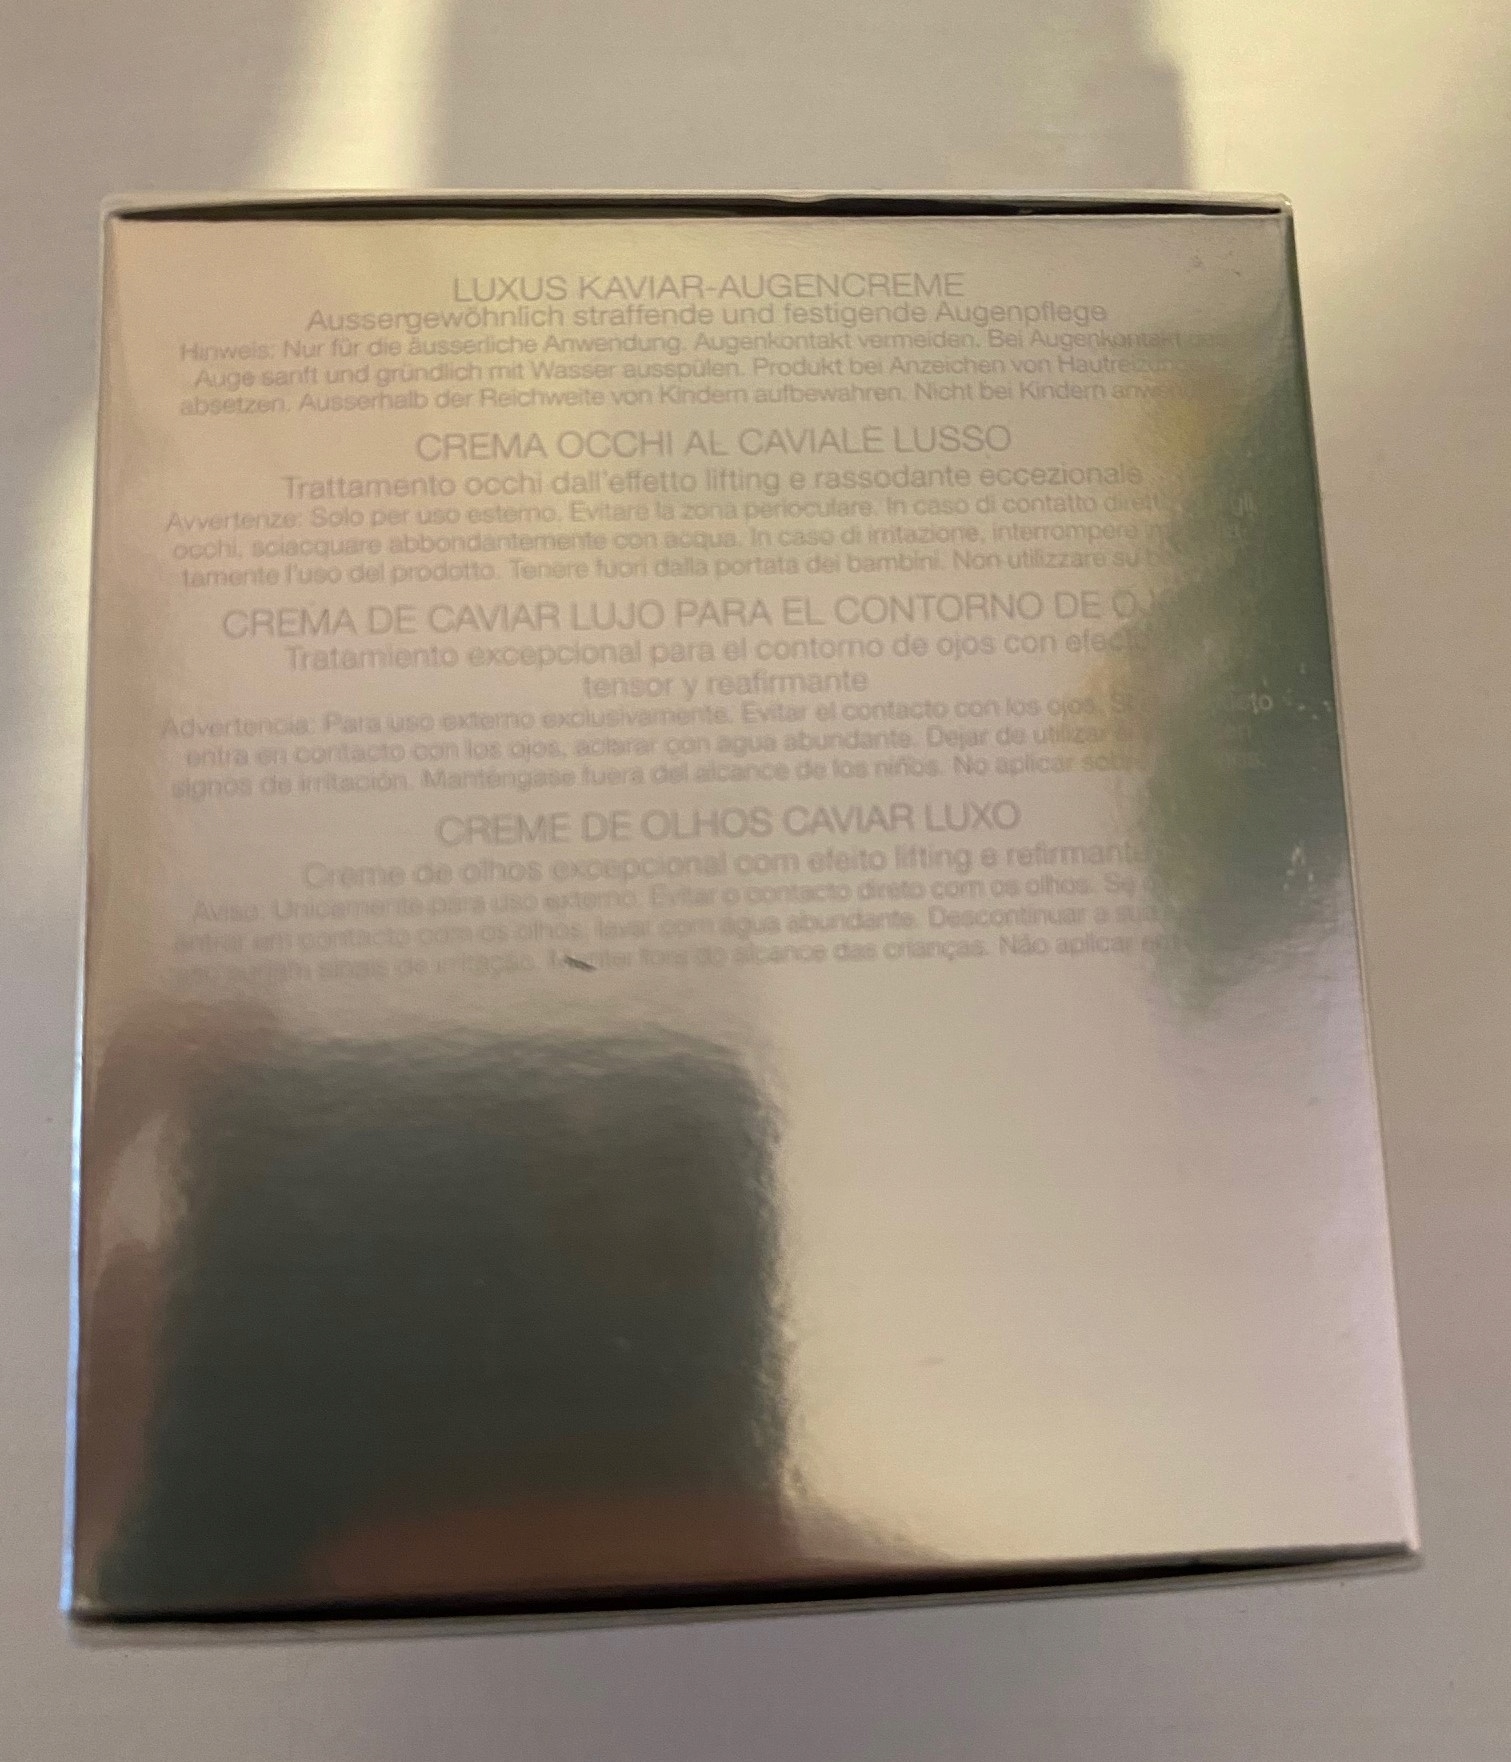 LUXUS KAVIAR-AUGENCREME
Aussergewöhnlich straffende und festigende Augenpflege
Hinweis: Nur für die äusserliche Anwendung. Augenkontakt vermeiden. Bei Augenkontakt
Auge sanft und gründlich mit Wasser ausspülen. Produkt bei Anzeichen von Hautreizung
absetzen. Ausserhalb der Reichweite von Kindern aufbewahren. Nicht bei Kindern
CREMA OCCHI AL CAVIALE LUSSO
Trattamento occhi dall'effetto lifting e rassodante eccezionale
Avvertenze: Solo per uso esterno. Evitare la zona perioculare. In caso di contatto
occhi, sciacquare abbondantemente con acqua. In caso di irritazione, interrompere
tamente l'uso del prodotto. Tenere fuori dalla portata dei bambini. Non utilizzare su
CREMA DE CAVIAR LUJO PARA EL CONTORNO DE
Tratamiento excepcional para el contorno de ojos con
tensor y reafirmante
Advertencia: Para uso externo exclusivamente. Evitar el contacto con los ojos.
entra en contacto con los ojos, aclarar con agua abundante. Dejar de utilizar
signos de irritación. Manténgase fuera del alcance de los niños. No aplicar
CREME DE OLHOS CAVIAR LUXO
Creme de olhos excepcional com efeito lifting e
Aviso: Unicamente para uso externo. Evitar o contacto direto com os olhos. Se
entrar em contacto com os olhos, lavar com água abundante. Descontinuar a
sinais de irritação. Manter fora do alcance das crianças. Não aplicar